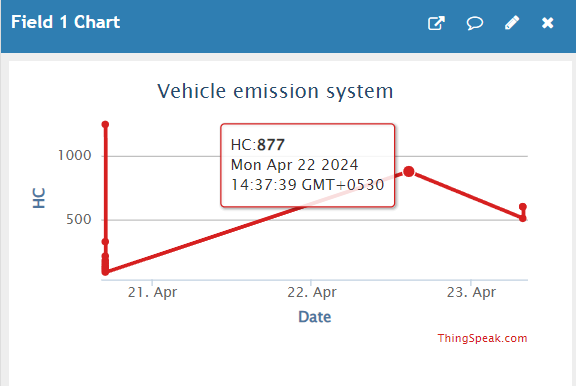 Field 1 Chart
Vehicle emission system
HC:877
Mon Apr 22 2024
14:37:39 GMT+0530
1000
500
HC
21. Apr
22. Apr
23. Apr
Date
ThingSpeak.com